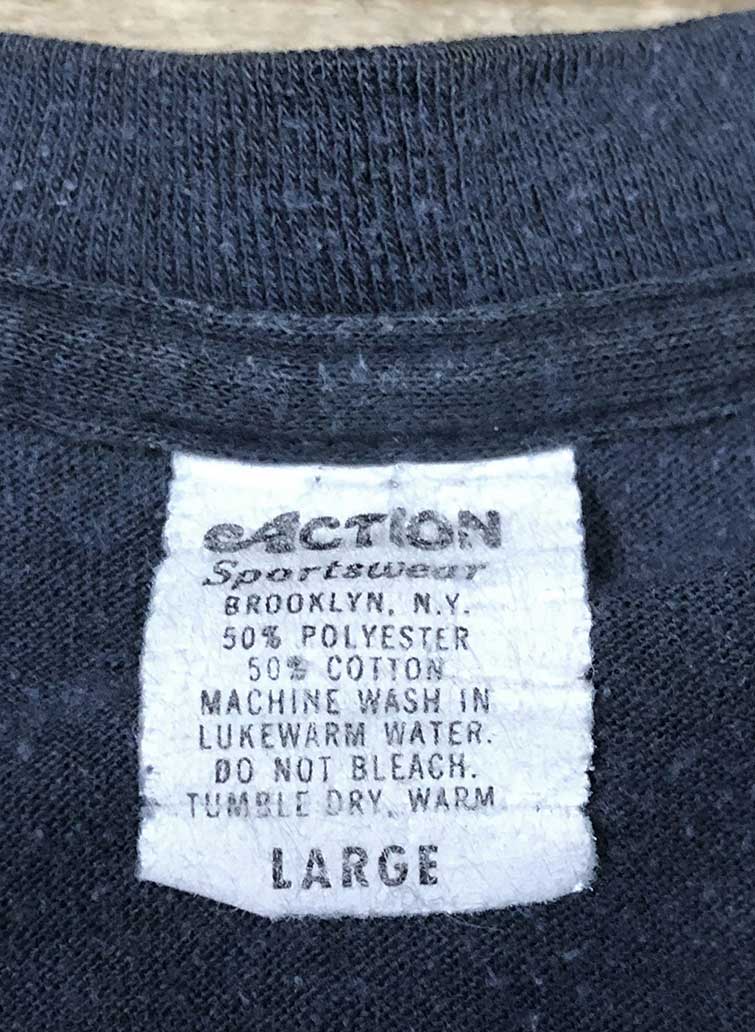 ACTION
Sportswear
BROOKLYN, N.Y.
50% POLYESTER
50% COTTON
MACHINE WASH IN
LUKEWARM WATER.
DO NOT BLEACH.
TUMBLE DRY, WARM
LARGE